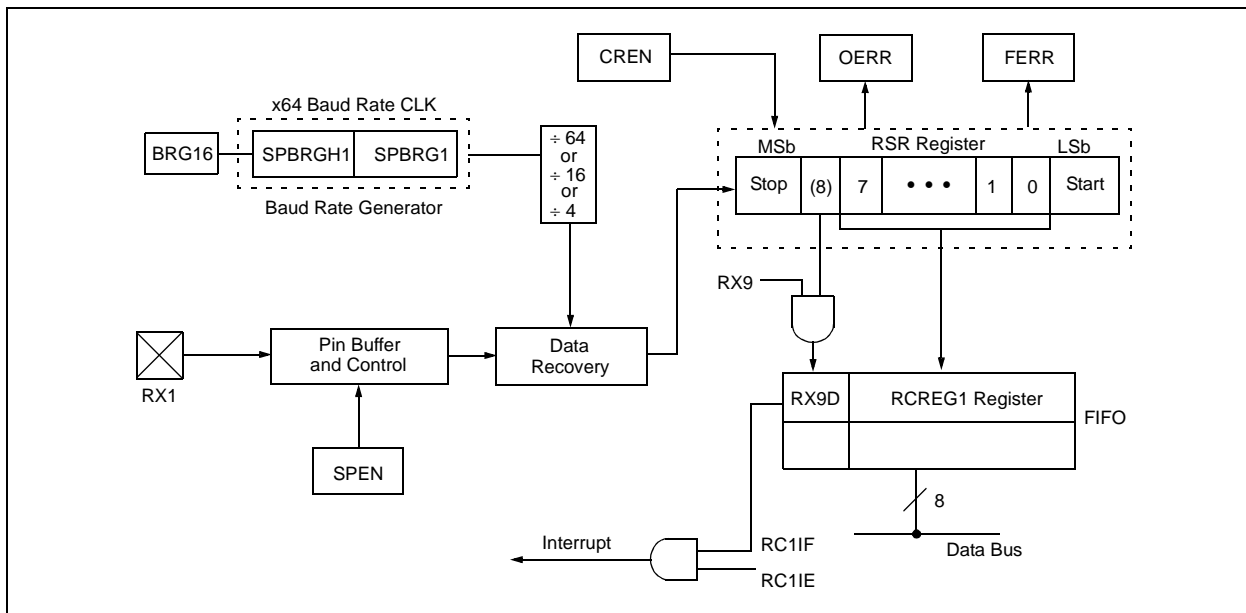 CREN
OERR
FERR
x64 Baud Rate CLK
BRG16
SPBRGH1
SPBRG1
Baud Rate Generator
÷ 64
or
÷ 16
or
÷ 4
MSb
RSR Register
LSb
Stop
(8)
7
• • •
1
0
Start
RX9
RX1
Pin Buffer
and Control
Data
Recovery
SPEN
RX9D
RCREG1 Register
FIFO
8
Data Bus
Interrupt
RC1IF
RC1IE